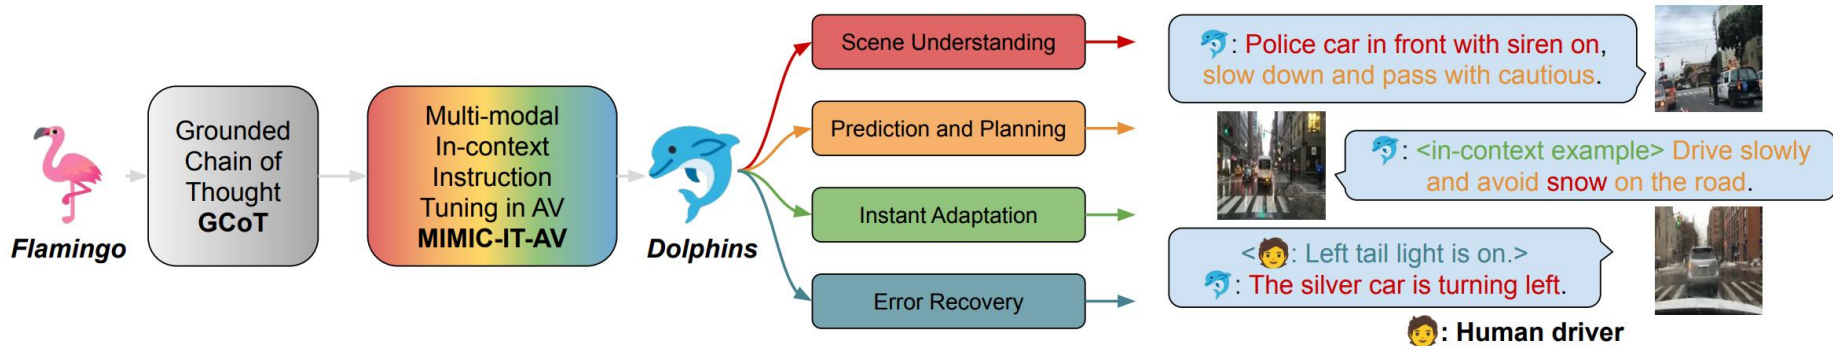 Flamingo
Grounded
Chain of
Thought
GCoT
Multi-modal
In-context
Instruction
Tuning in AV
MIMIC-IT-AV
Dolphins
Scene Understanding
Prediction and Planning
Instant Adaptation
Error Recovery
: Police car in front with siren on,
slow down and pass with cautious.
: <in-context example> Drive slowly
and avoid snow on the road.
<: Left tail light is on.>
: The silver car is turning left.
: Human driver